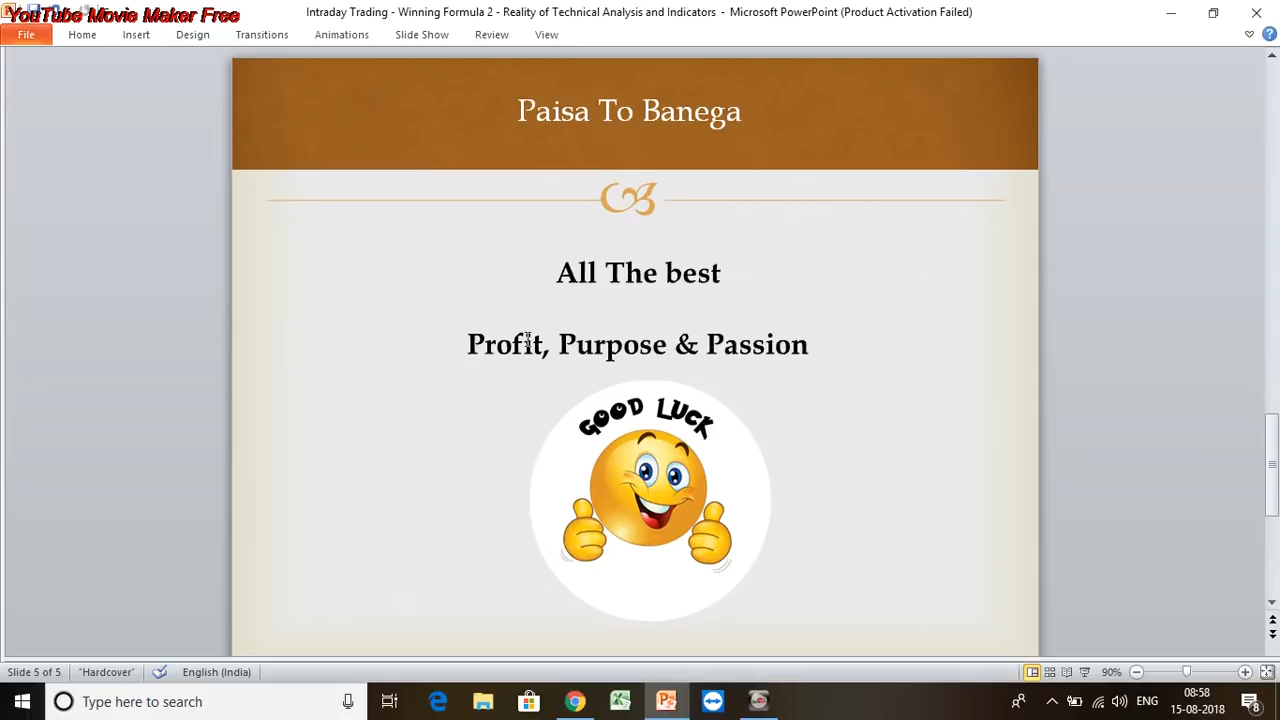 YouTube Movie Maker Free
Intraday Trading - Winning Formula 2 - Reality of Technical Analysis and Indicators - Microsoft PowerPoint (Product Activation Failed)
File Home Insert Design Transitions Animations Slide Show Review View
Paisa To Banega
All The best
Profit, Purpose & Passion
GOOD LUCK
Slide 5 of 5 "Hardcover" English (India) 90%
Type here to search
ENG
08:58
15-08-2018
8